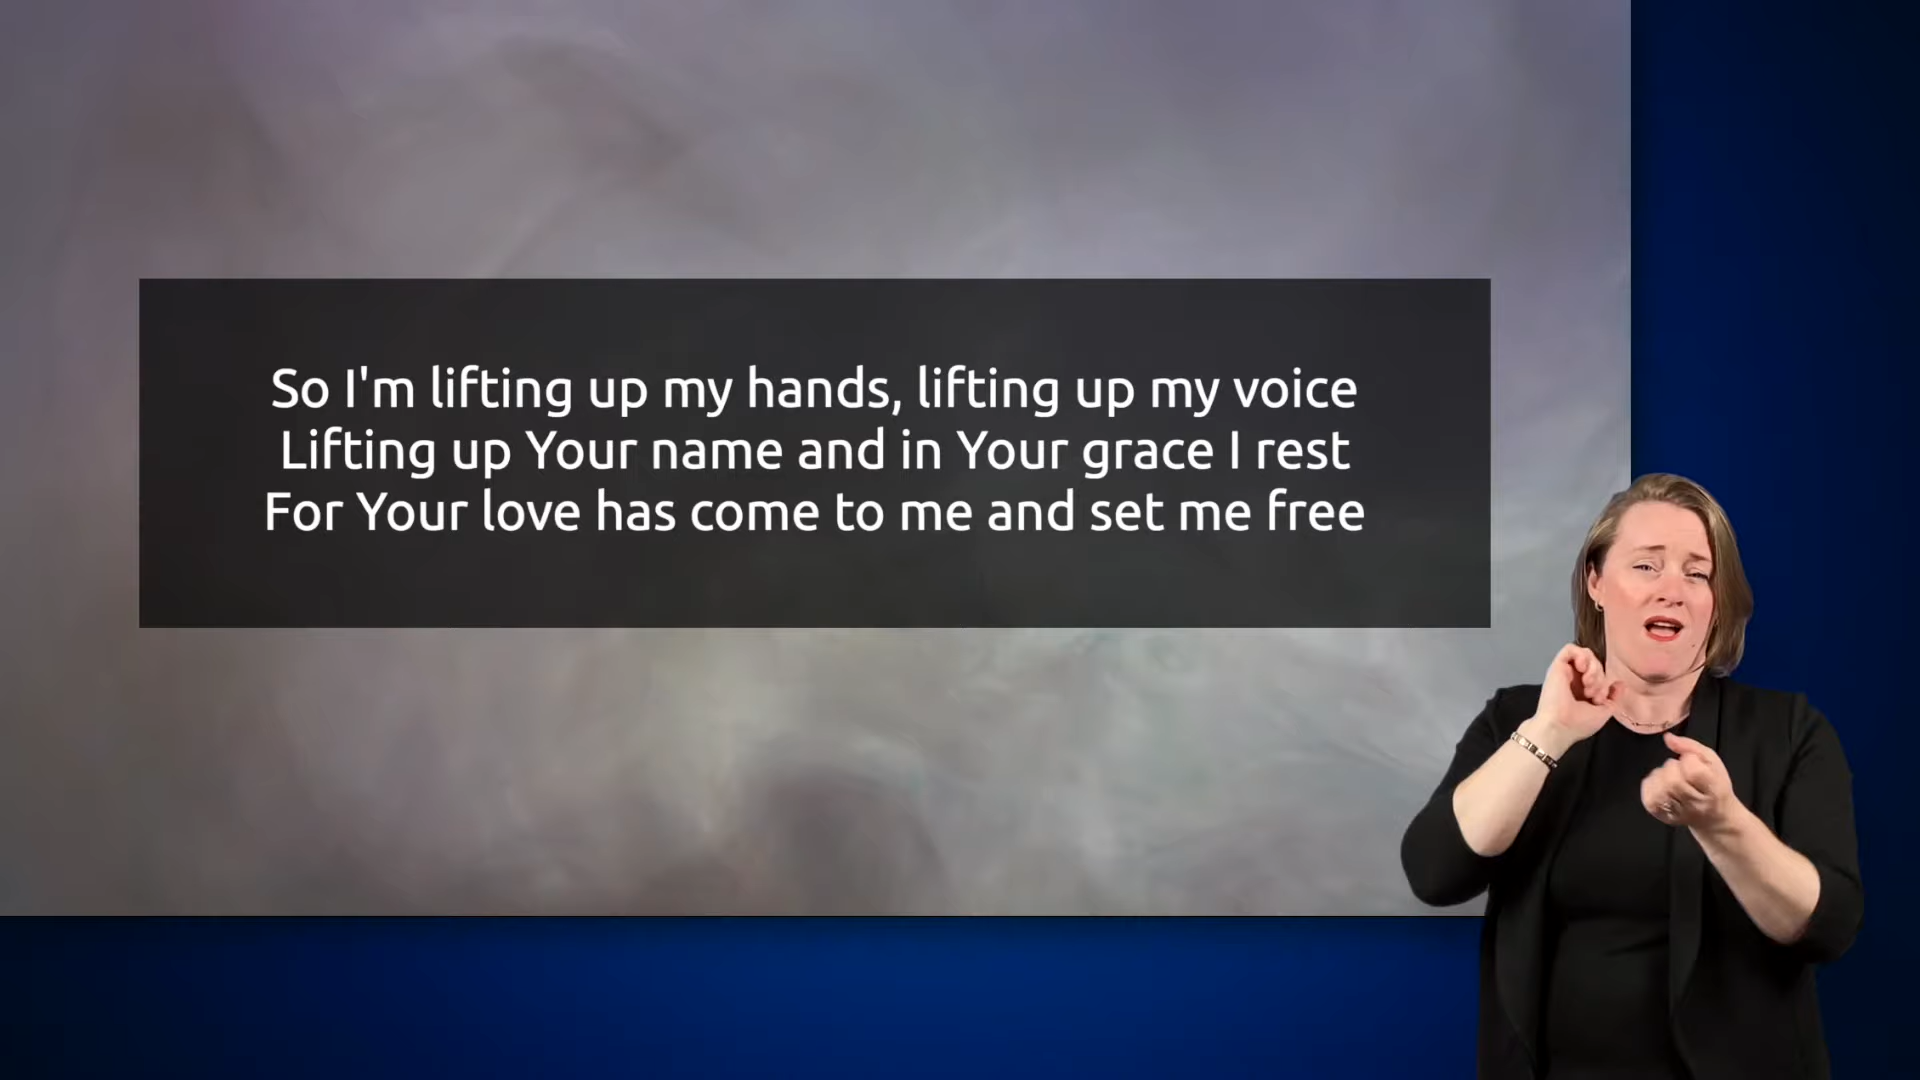 So I'm lifting up my hands, lifting up my voice
Lifting up Your name and in Your grace I rest
For Your love has come to me and set me free